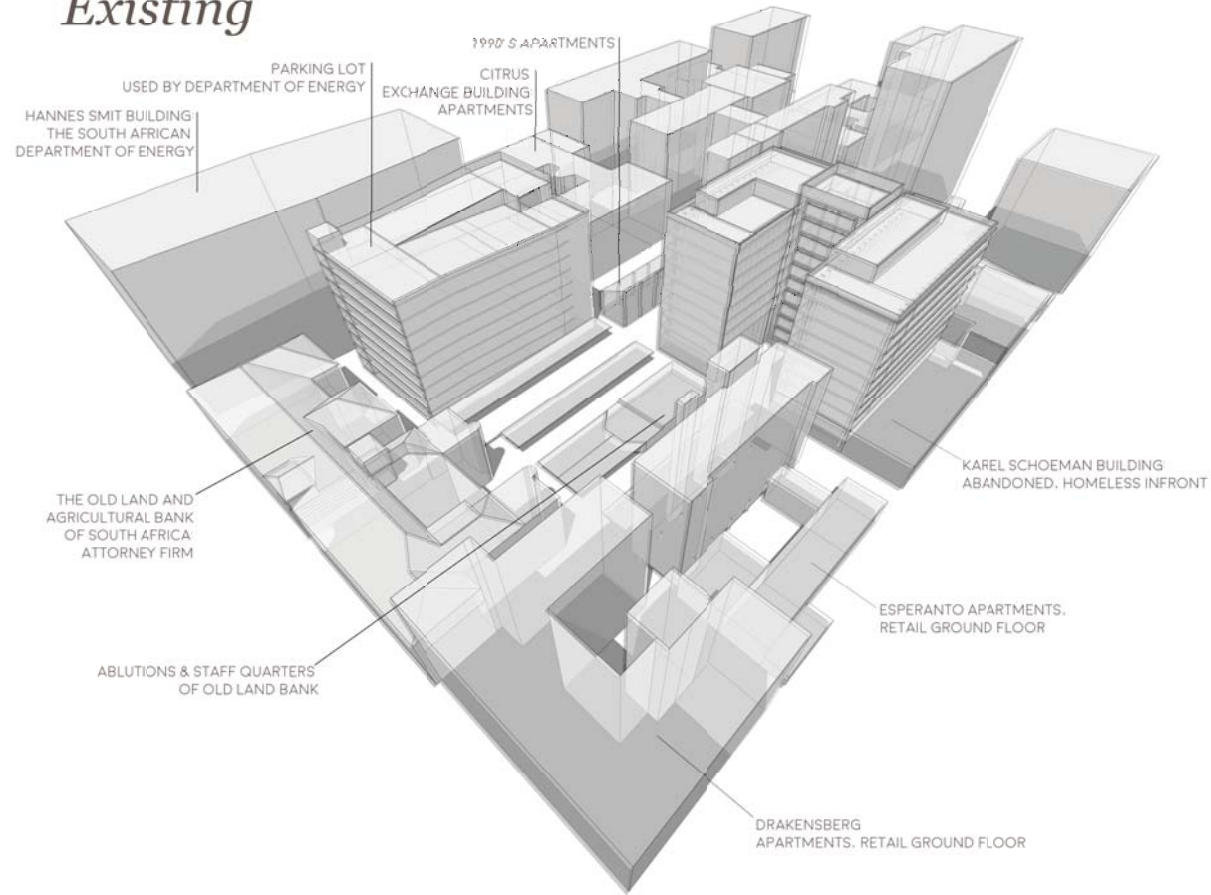 Existing
1990'S APARTMENTS
PARKING LOT
USED BY DEPARTMENT OF ENERGY
CITRUS
EXCHANGE BUILDING
APARTMENTS
HANNES SMIT BUILDING
THE SOUTH AFRICAN
DEPARTMENT OF ENERGY
KAREL SCHOEMAN BUILDING
ABANDONED. HOMELESS INFRONT
THE OLD LAND AND
AGRICULTURAL BANK
OF SOUTH AFRICA
ATTORNEY FIRM
ESPERANTO APARTMENTS.
RETAIL GROUND FLOOR
ABLUTIONS & STAFF QUARTERS
OF OLD LAND BANK
DRAKENSBERG
APARTMENTS. RETAIL GROUND FLOOR